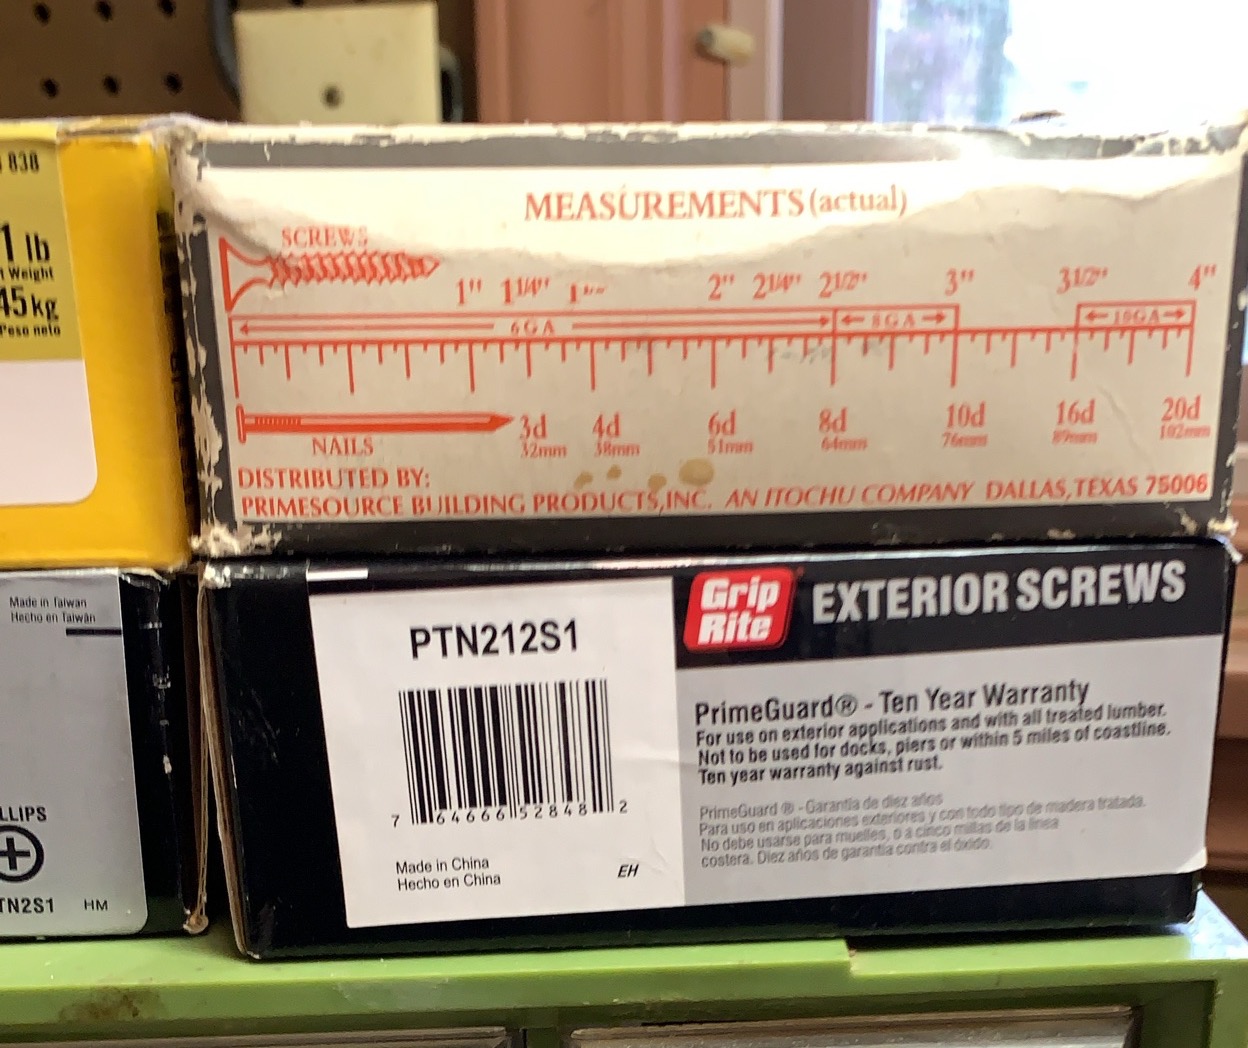 838
1 lb
Weight
45 kg
Peso neto
MEASUREMENTS (actual)
SCREWS
1" 1 1/4" 1 2" 2 1/4" 2 1/2" 3" 3 1/2" 4"
6GA 8GA 10GA
NAILS
3d 4d 6d 8d 10d 16d 20d
32mm 38mm 51mm 64mm 76mm 89mm 102mm
DISTRIBUTED BY:
PRIMESOURCE BUILDING PRODUCTS, INC. AN ITOCHU COMPANY DALLAS, TEXAS 75006
Made in Taiwan
Hecho en Taiwán
LLIPS
TN2S1 HM
PTN212S1
7 64666 52848 2
Made in China
Hecho en China
EH
Grip
Rite
EXTERIOR SCREWS
PrimeGuard® - Ten Year Warranty
For use on exterior applications and with all treated lumber.
Not to be used for docks, piers or within 5 miles of coastline.
Ten year warranty against rust.
PrimeGuard ® - Garantía de diez años
Para uso en aplicaciones exteriores y con todo tipo de madera tratada.
No debe usarse para muelles, o a cinco millas de la linea
costera. Diez años de garantía contra el óxido.